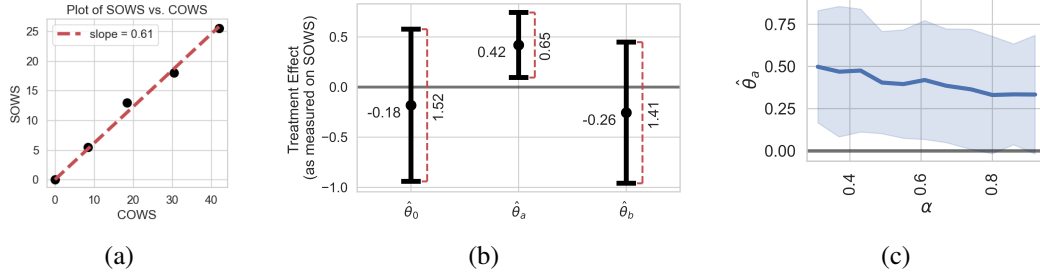 Plot of SOWS vs. COWS
slope = 0.61
25
20
15
10
5
0
SOWS
0 10 20 30 40
COWS
(a)
Treatment Effect
(as measured on SOWS)
0.5
0.0
−0.5
−1.0
-0.18
1.52
0.42
0.65
-0.26
1.41
θ̂₀ θ̂ₐ θ̂_b
(b)
θ̂ₐ
0.75
0.50
0.25
0.00
0.4 0.6 0.8
α
(c)